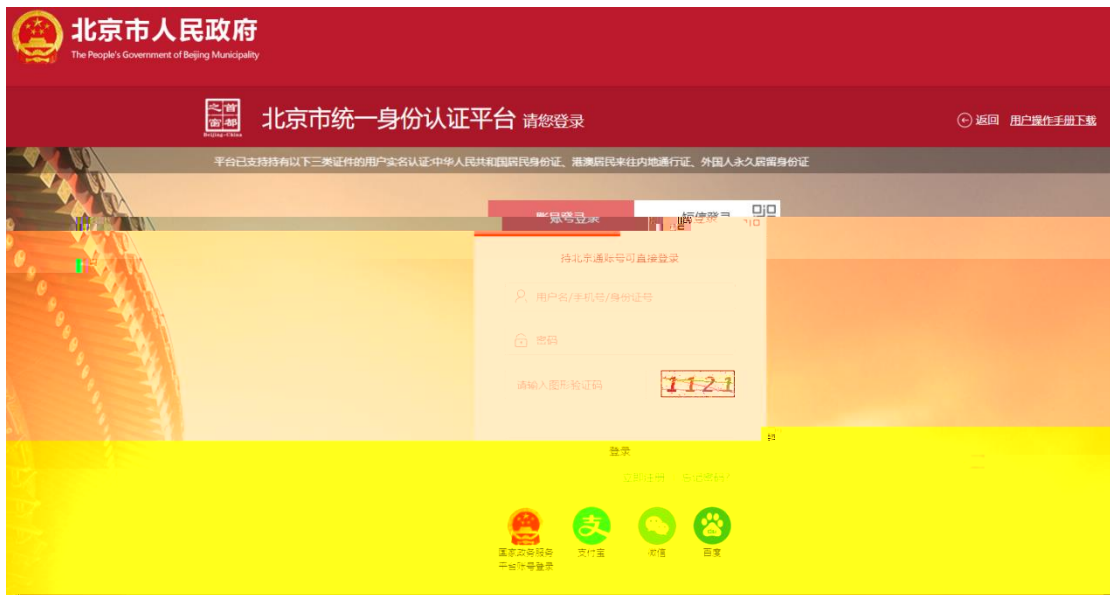 北京市人民政府
The People's Government of Beijing Municipality
之首
窗都
Beijing-China
北京市统一身份认证平台 请您登录
返回 用户操作手册下载
平台已支持持有以下三类证件的用户实名认证:中华人民共和国居民身份证、港澳居民来往内地通行证、外国人永久居留身份证
账号登录 短信登录
持北京通账号可直接登录
用户名/手机号/身份证号
密码
请输入图形验证码
1121
登录
立即注册 忘记密码?
国家政务服务 支付宝 微信 百度
平台账号登录